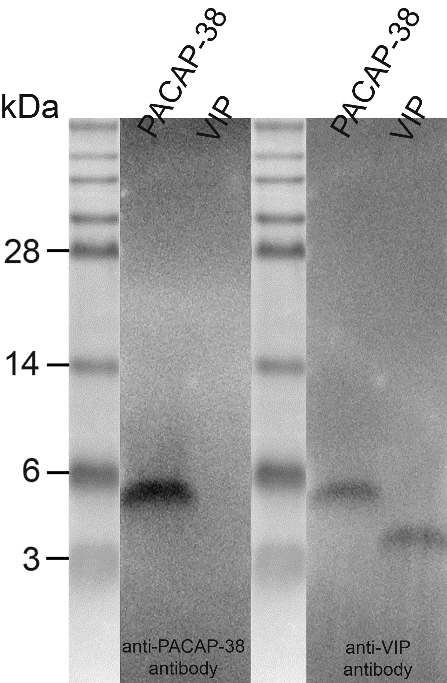 kDa
PACAP-38
VIP
PACAP-38
VIP
28
14
6
3
anti-PACAP-38
antibody
anti-VIP
antibody